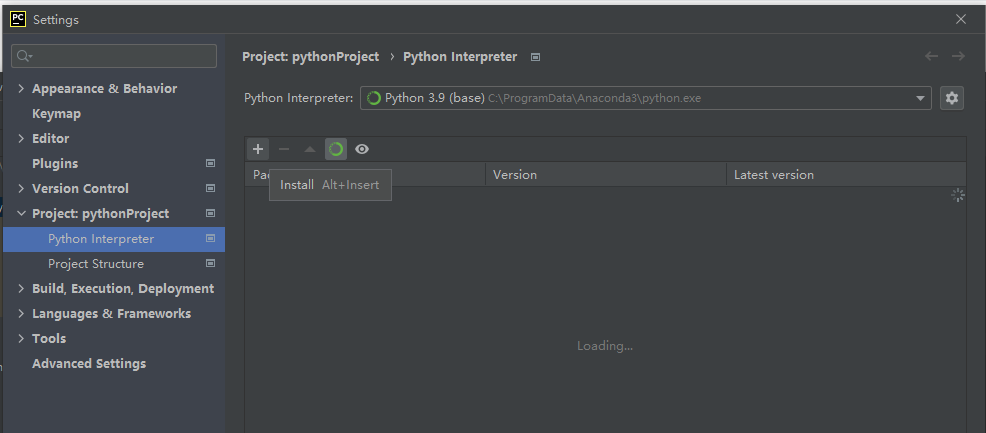 PC Settings
Appearance & Behavior
Keymap
Editor
Plugins
Version Control
Project: pythonProject
Python Interpreter
Project Structure
Build, Execution, Deployment
Languages & Frameworks
Tools
Advanced Settings
Project: pythonProject › Python Interpreter
Python Interpreter: Python 3.9 (base) C:\ProgramData\Anaconda3\python.exe
Version Latest version
Install Alt+Insert
Loading...